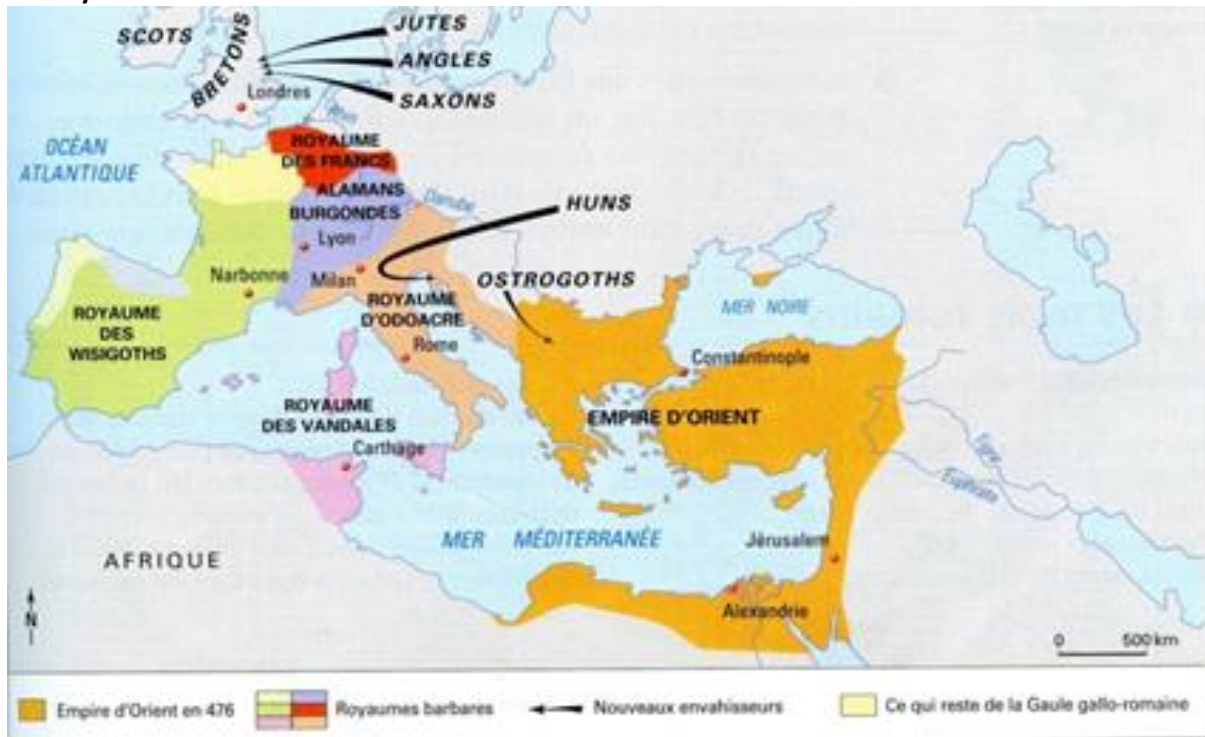 SCOTS
BRETONS
JUTES
ANGLES
SAXONS
Londres
OCÉAN
ATLANTIQUE
ROYAUME
DES FRANCS
ALAMANS
BURGONDES
Danube
HUNS
Lyon
Narbonne
Milan
OSTROGOTHS
ROYAUME
D'ODOACRE
MER NOIRE
ROYAUME
DES
WISIGOTHS
Rome
Constantinople
ROYAUME
DES VANDALES
EMPIRE D'ORIENT
Carthage
Tigre
Euphrate
AFRIQUE
MER MÉDITERRANÉE
Jérusalem
Alexandrie
N
0 500 km
Empire d'Orient en 476
Royaumes barbares
Nouveaux envahisseurs
Ce qui reste de la Gaule gallo-romaine